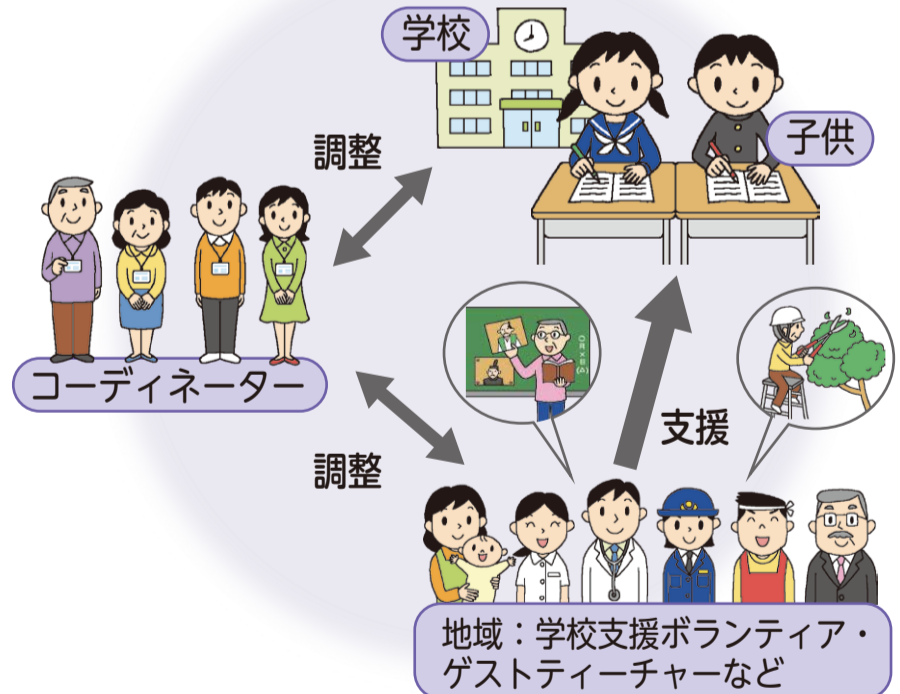 学校
子供
調整
コーディネーター
調整
支援
地域：学校支援ボランティア・
ゲストティーチャーなど